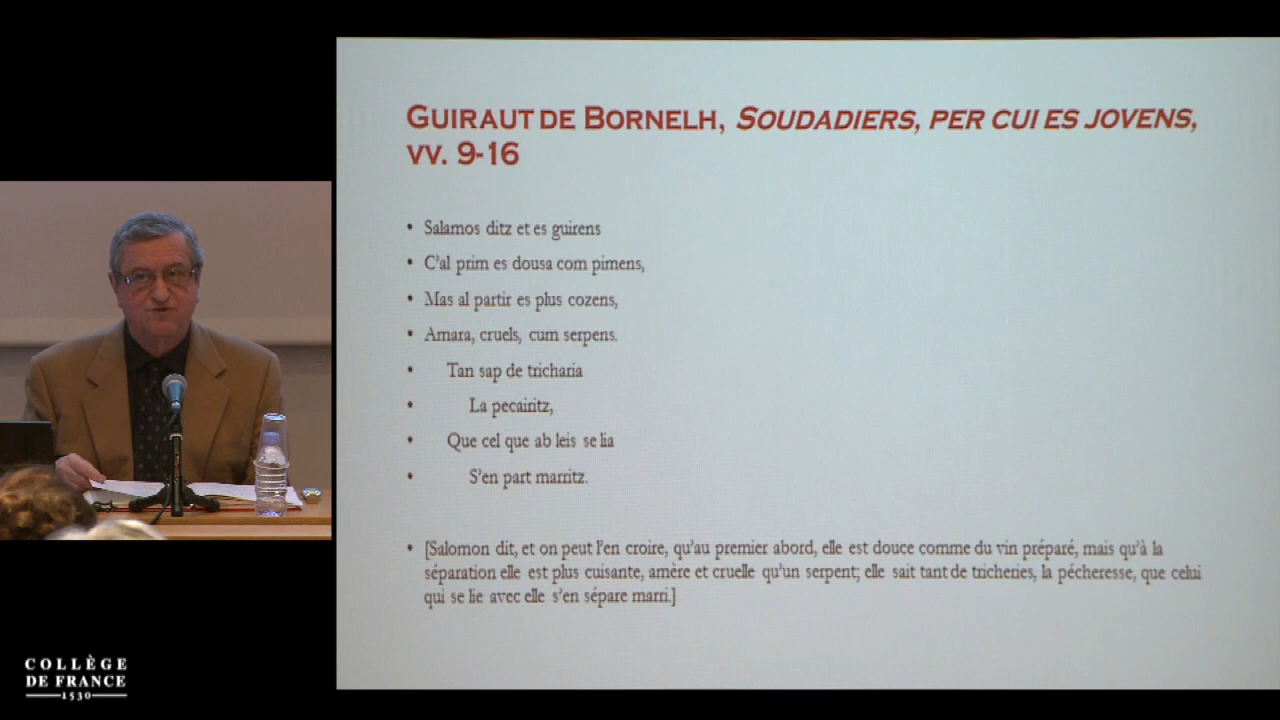 GUIRAUT DE BORNELH, SOUDADIERS, PER CUI ES JOVENS,
VV. 9-16
• Salamos ditz et es guirens
• C'al prim es dousa com pimens,
• Mas al partir es plus cozens,
• Amara, cruels, cum serpens.
• Tan sap de tricharia
• La pecairitz,
• Que cel que ab leis se lia
• S'en part marritz.
• [Salomon dit, et on peut l'en croire, qu'au premier abord, elle est douce comme du vin préparé, mais qu'à la
séparation elle est plus cuisante, amère et cruelle qu'un serpent; elle sait tant de tricheries, la pécheresse, que celui
qui se lie avec elle s'en sépare marri.]
COLLÈGE
DE FRANCE
1530